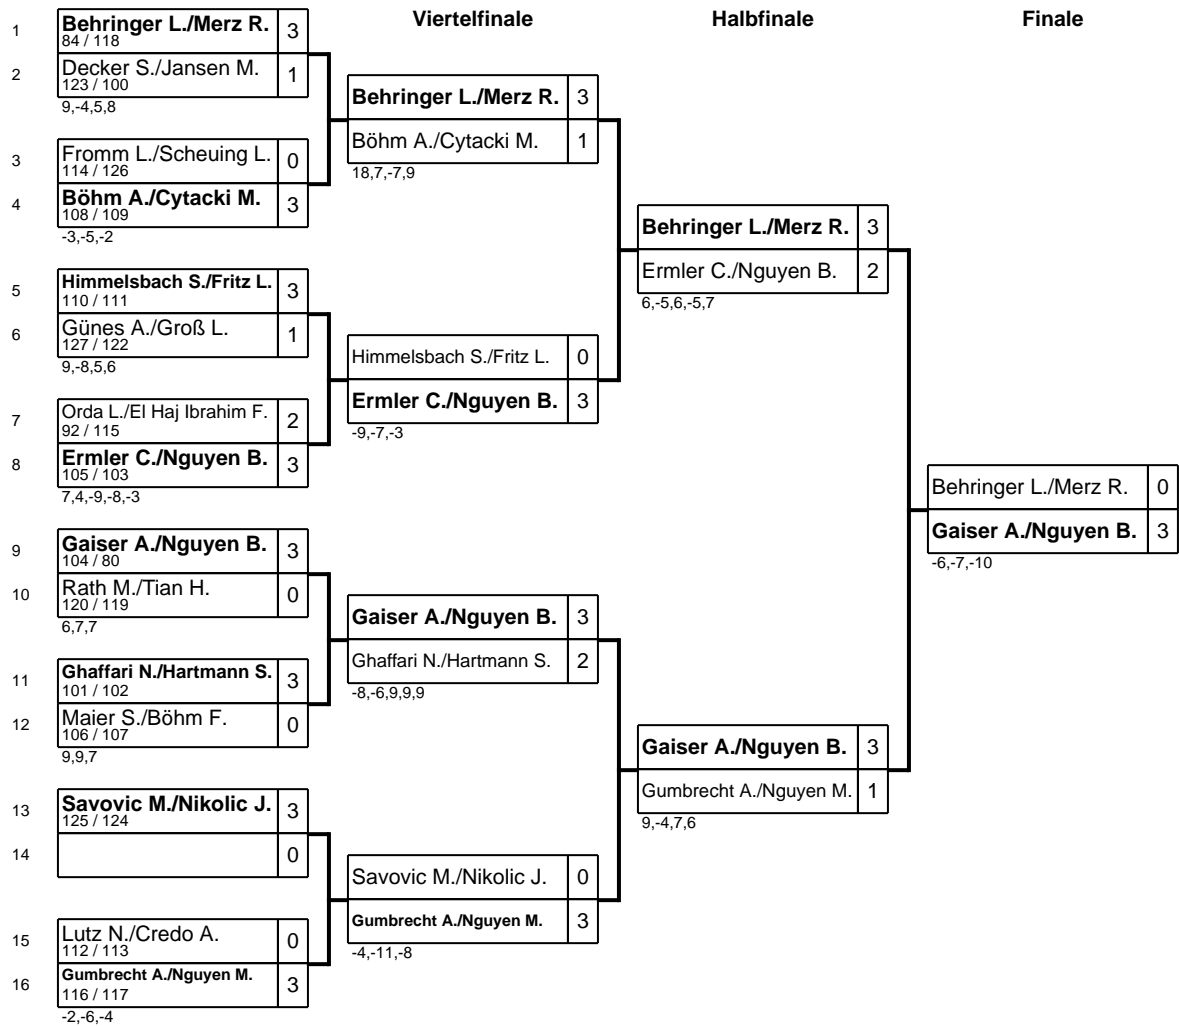 Viertelfinale
Halbfinale
Finale
1
Behringer L./Merz R. 3
84 / 118
2
Decker S./Jansen M. 1
123 / 100
9,-4,5,8
3
Fromm L./Scheuing L. 0
114 / 126
4
Böhm A./Cytacki M. 3
108 / 109
-3,-5,-2
5
Himmelsbach S./Fritz L. 3
110 / 111
6
Günes A./Groß L. 1
127 / 122
9,-8,5,6
7
Orda L./El Haj Ibrahim F. 2
92 / 115
8
Ermler C./Nguyen B. 3
105 / 103
7,4,-9,-8,-3
9
Gaiser A./Nguyen B. 3
104 / 80
10
Rath M./Tian H. 0
120 / 119
6,7,7
11
Ghaffari N./Hartmann S. 3
101 / 102
12
Maier S./Böhm F. 0
106 / 107
9,9,7
13
Savovic M./Nikolic J. 3
125 / 124
14
0
15
Lutz N./Credo A. 0
112 / 113
16
Gumbrecht A./Nguyen M. 3
116 / 117
-2,-6,-4
Behringer L./Merz R. 3
Böhm A./Cytacki M. 1
18,7,-7,9
Himmelsbach S./Fritz L. 0
Ermler C./Nguyen B. 3
-9,-7,-3
Gaiser A./Nguyen B. 3
Ghaffari N./Hartmann S. 2
-8,-6,9,9,9
Savovic M./Nikolic J. 0
Gumbrecht A./Nguyen M. 3
-4,-11,-8
Behringer L./Merz R. 3
Ermler C./Nguyen B. 2
6,-5,6,-5,7
Gaiser A./Nguyen B. 3
Gumbrecht A./Nguyen M. 1
9,-4,7,6
Behringer L./Merz R. 0
Gaiser A./Nguyen B. 3
-6,-7,-10